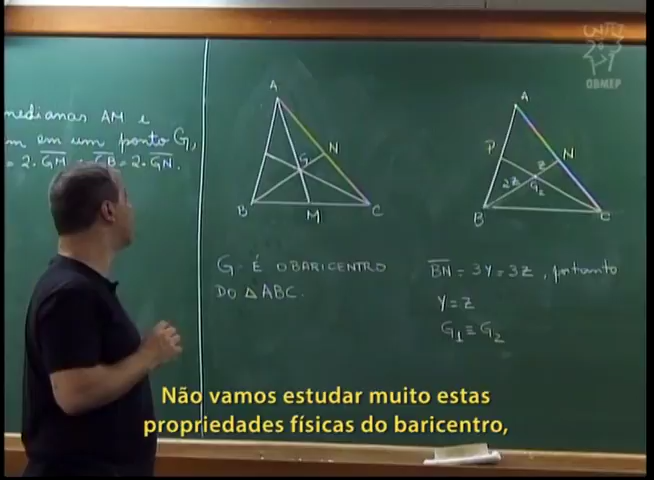 OBMEP
medianas AM e
m em um ponto G,
= 2·GM
GB = 2·GN.
A
N
G
B
M
C
A
P
N
Z
2Z
G₂
B
C
G É O BARICENTRO
DO △ABC.
BN = 3Y = 3Z, portanto
Y = Z
G₁ ≡ G₂
Não vamos estudar muito estas
propriedades físicas do baricentro,